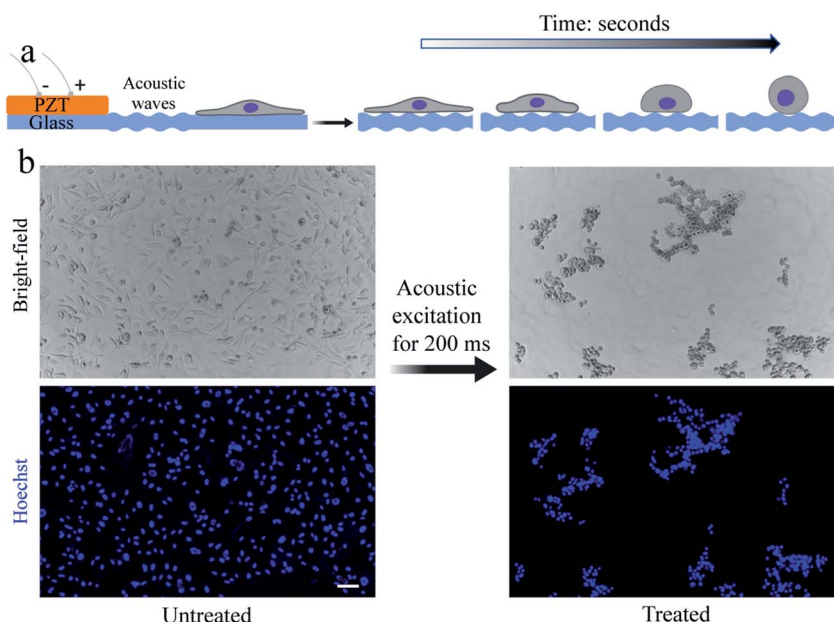 Time: seconds
a
- +
PZT
Glass
Acoustic
waves
b
Bright-field
Acoustic
excitation
for 200 ms
Hoechst
Untreated
Treated